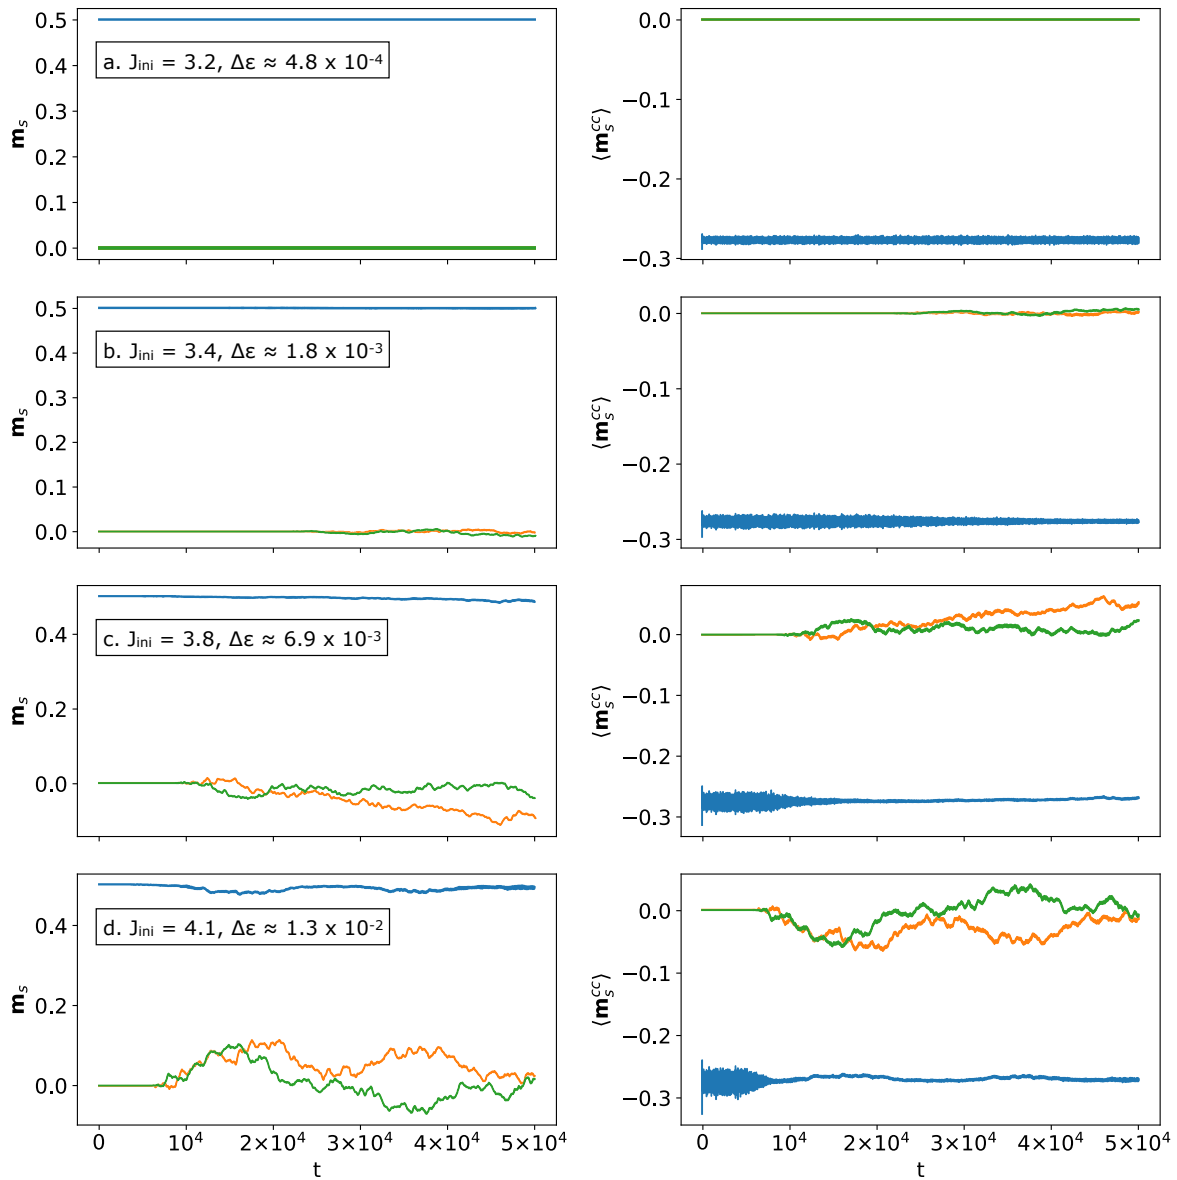 0.5
0.4
0.3
0.2
0.1
0.0
m_s
a. J_ini = 3.2, Δε ≈ 4.8 x 10^-4
0.0
−0.1
−0.2
−0.3
⟨m_s^cc⟩
0.5
0.4
0.3
0.2
0.1
0.0
m_s
b. J_ini = 3.4, Δε ≈ 1.8 x 10^-3
0.0
−0.1
−0.2
−0.3
⟨m_s^cc⟩
0.4
0.2
0.0
m_s
c. J_ini = 3.8, Δε ≈ 6.9 x 10^-3
0.0
−0.1
−0.2
−0.3
⟨m_s^cc⟩
0.4
0.2
0.0
m_s
d. J_ini = 4.1, Δε ≈ 1.3 x 10^-2
0 10^4 2×10^4 3×10^4 4×10^4 5×10^4
t
0.0
−0.1
−0.2
−0.3
⟨m_s^cc⟩
0 10^4 2×10^4 3×10^4 4×10^4 5×10^4
t